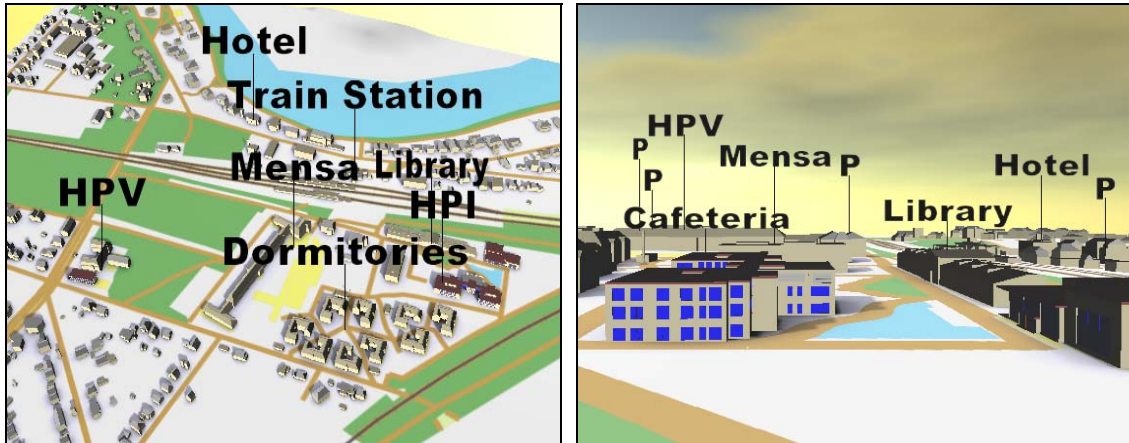 Hotel
Train Station
Mensa
Library
HPV
HPI
Dormitories
HPV
P
Mensa
P
Hotel
P
P
Cafeteria
Library